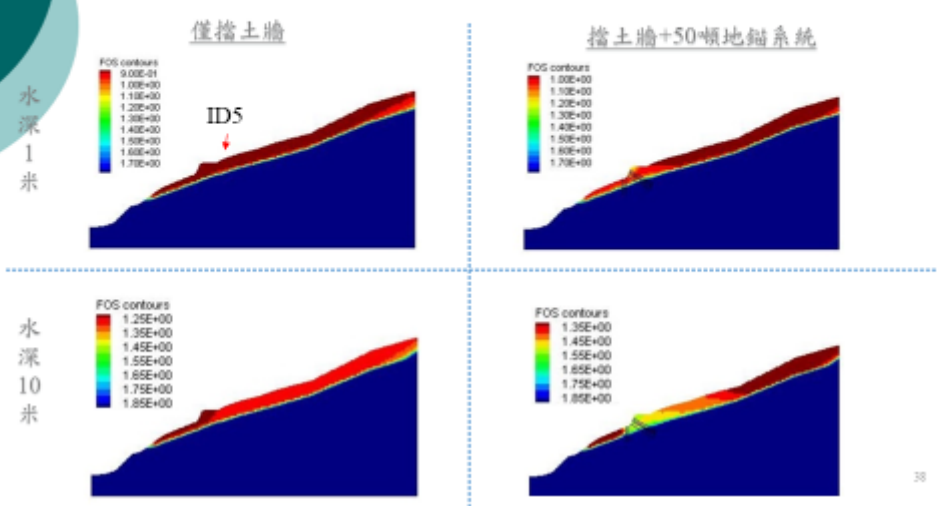 僅擋土牆
擋土牆+50噸地錨系統
水深1米
FOS contours
9.00E-01
1.00E+00
1.10E+00
1.20E+00
1.30E+00
1.40E+00
1.50E+00
1.60E+00
1.70E+00
ID5
FOS contours
1.00E+00
1.10E+00
1.20E+00
1.30E+00
1.40E+00
1.50E+00
1.60E+00
1.70E+00
水深10米
FOS contours
1.25E+00
1.35E+00
1.45E+00
1.55E+00
1.65E+00
1.75E+00
1.85E+00
FOS contours
1.35E+00
1.45E+00
1.55E+00
1.65E+00
1.75E+00
1.85E+00
38